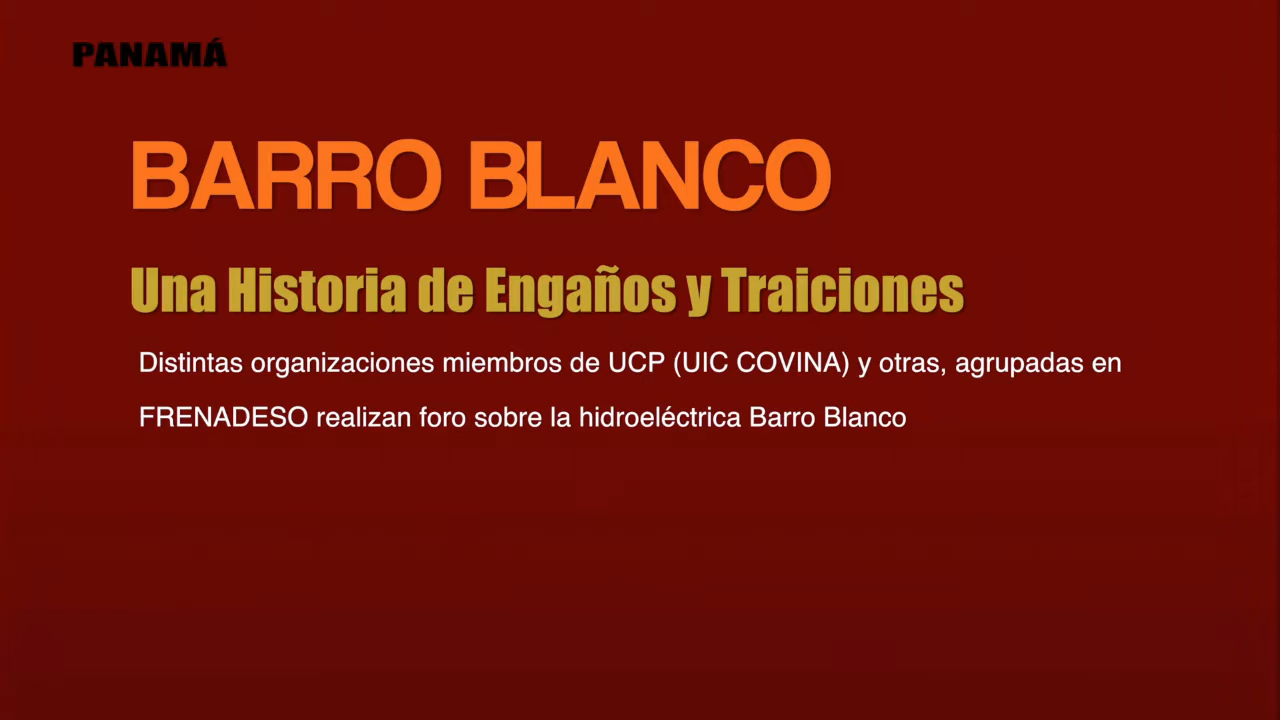 PANAMÁ
BARRO BLANCO
Una Historia de Engaños y Traiciones
Distintas organizaciones miembros de UCP (UIC COVINA) y otras, agrupadas en
FRENADESO realizan foro sobre la hidroeléctrica Barro Blanco